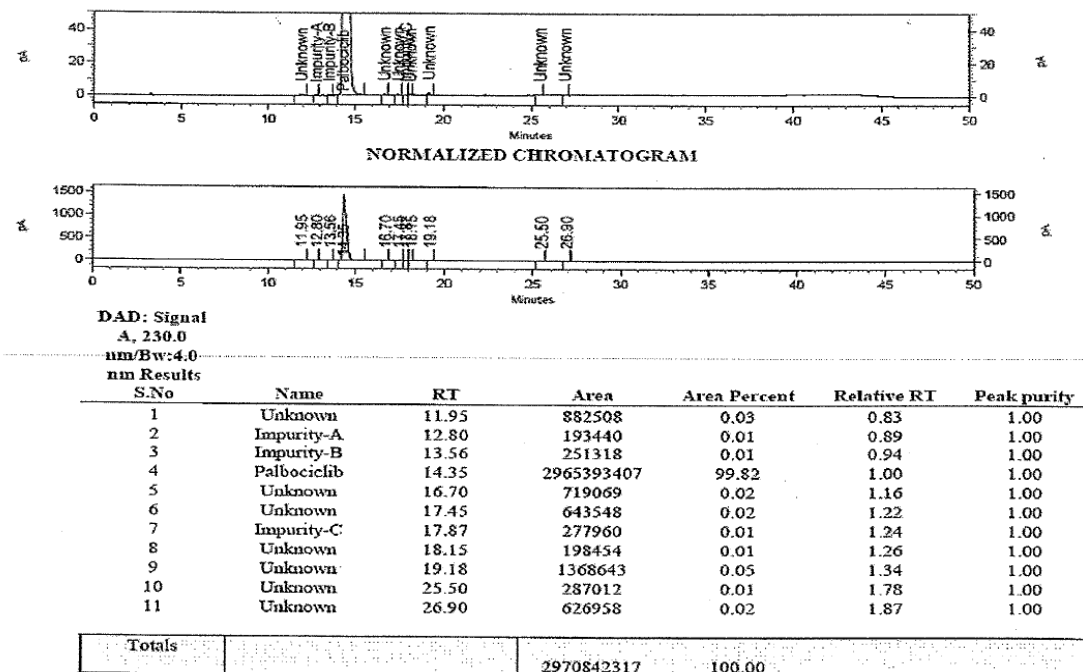 40
20
0
pA
Unknown
Impurity-A
Impurity-B
Palbociclib
Unknown
Unknown
Unknown
Unknown
Unknown
40
20
0
pA
0 5 10 15 20 25 30 35 40 45 50
Minutes
NORMALIZED CHROMATOGRAM
1500
1000
500
0
pA
11.95
12.80
13.56
16.70
18.15
19.18
25.50
26.90
1500
1000
500
0
pA
0 5 10 15 20 25 30 35 40 45 50
Minutes
DAD: Signal
A, 230.0
nm/Bw:4.0
nm Results
S.No Name RT Area Area Percent Relative RT Peak purity
1 Unknown 11.95 882508 0.03 0.83 1.00
2 Impurity-A 12.80 193440 0.01 0.89 1.00
3 Impurity-B 13.56 251318 0.01 0.94 1.00
4 Palbociclib 14.35 2965393407 99.82 1.00 1.00
5 Unknown 16.70 719069 0.02 1.16 1.00
6 Unknown 17.45 643548 0.02 1.22 1.00
7 Impurity-C 17.87 277960 0.01 1.24 1.00
8 Unknown 18.15 198454 0.01 1.26 1.00
9 Unknown 19.18 1368643 0.05 1.34 1.00
10 Unknown 25.50 287012 0.01 1.78 1.00
11 Unknown 26.90 626958 0.02 1.87 1.00
Totals
2970842317 100.00